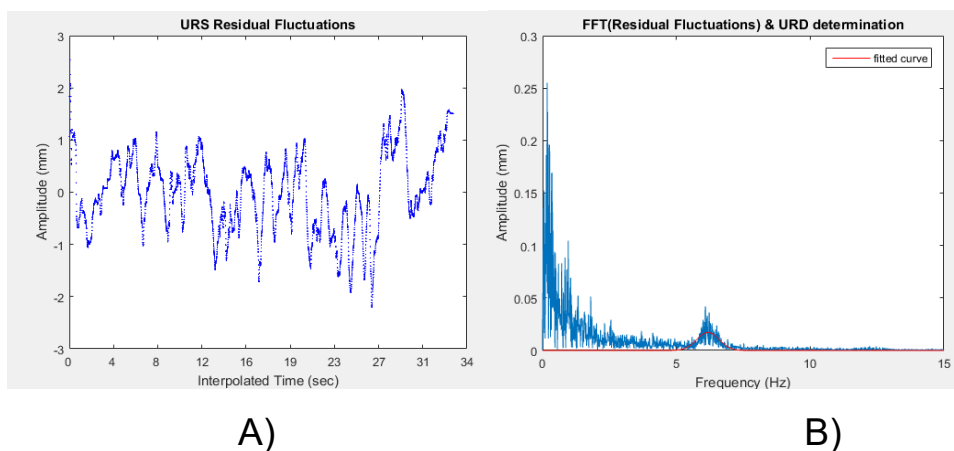 URS Residual Fluctuations
3
2
1
0
-1
-2
-3
Amplitude (mm)
0 4 8 12 16 19 23 27 31 34
Interpolated Time (sec)
A)
FFT(Residual Fluctuations) & URD determination
fitted curve
0.3
0.25
0.2
0.15
0.1
0.05
0
Amplitude (mm)
0 5 10 15
Frequency (Hz)
B)